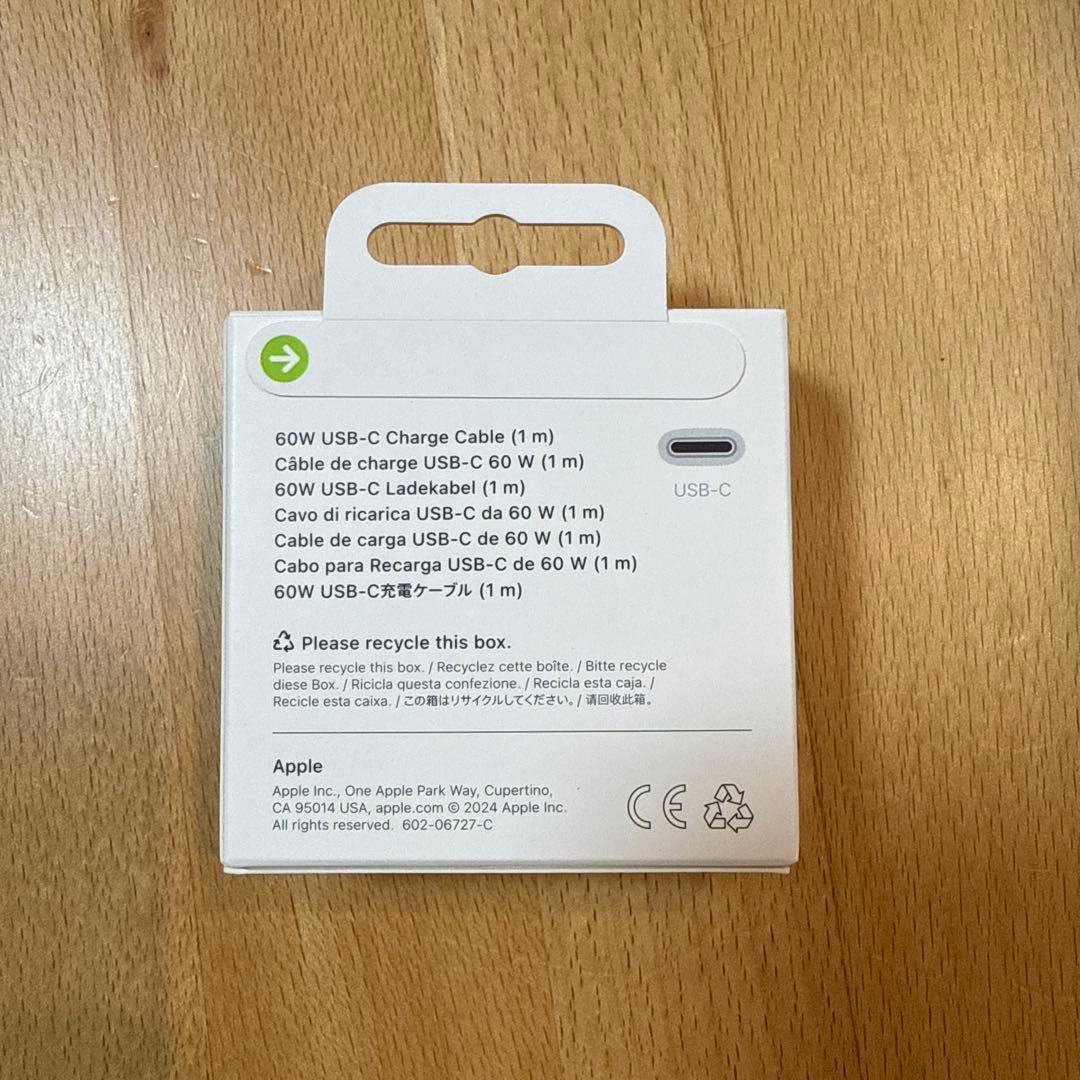 60W USB-C Charge Cable (1 m)
Câble de charge USB-C 60 W (1 m)
60W USB-C Ladekabel (1 m)
Cavo di ricarica USB-C da 60 W (1 m)
Cable de carga USB-C de 60 W (1 m)
Cabo para Recarga USB-C de 60 W (1 m)
60W USB-C充電ケーブル (1 m)
USB-C
Please recycle this box.
Please recycle this box. / Recyclez cette boîte. / Bitte recycle
diese Box. / Ricicla questa confezione. / Recicla esta caja. /
Recicle esta caixa. / この箱はリサイクルしてください。/ 请回收此箱。
Apple
Apple Inc., One Apple Park Way, Cupertino,
CA 95014 USA, apple.com © 2024 Apple Inc.
All rights reserved. 602-06727-C
CE